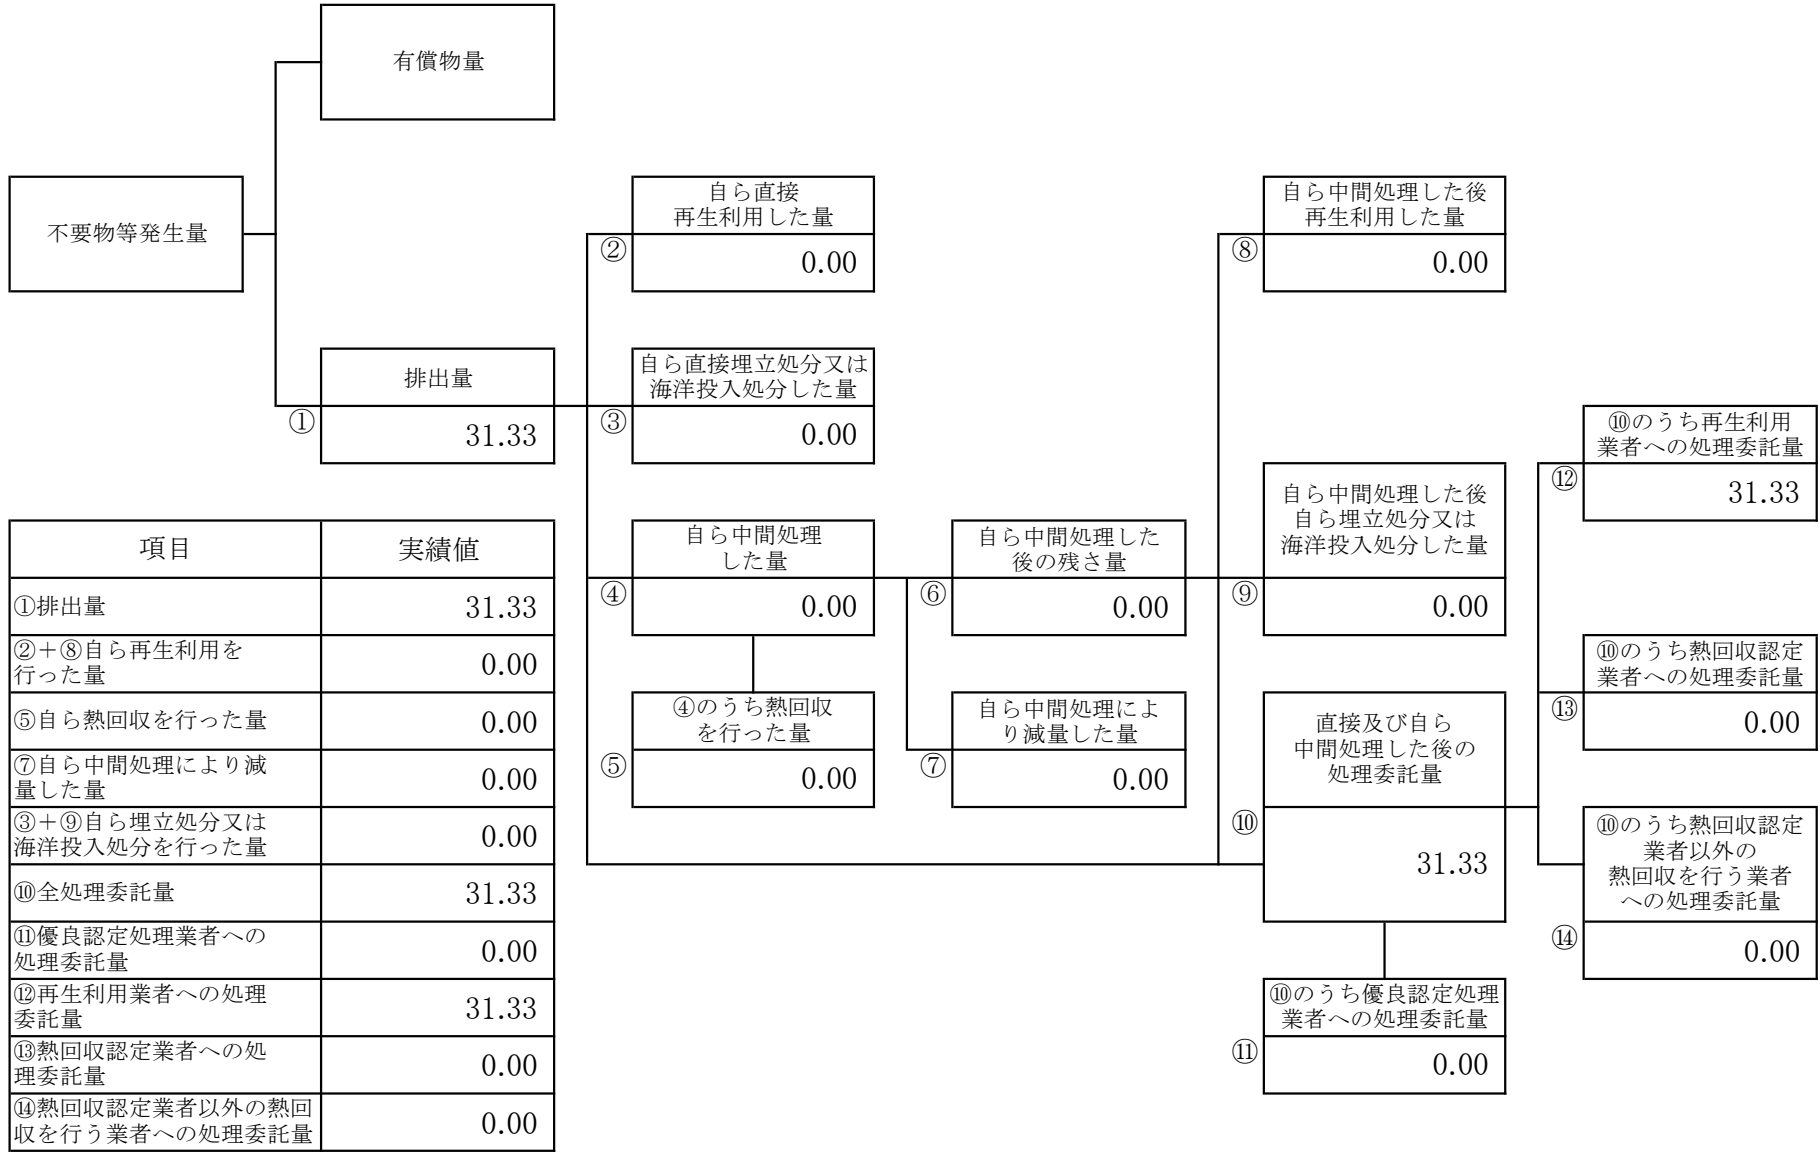 有償物量
不要物等発生量
排出量
①
31.33
自ら直接
再生利用した量
②
0.00
自ら直接埋立処分又は
海洋投入処分した量
③
0.00
自ら中間処理
した量
④
0.00
④のうち熱回収
を行った量
⑤
0.00
自ら中間処理した
後の残さ量
⑥
0.00
自ら中間処理によ
り減量した量
⑦
0.00
自ら中間処理した後
再生利用した量
⑧
0.00
自ら中間処理した後
自ら埋立処分又は
海洋投入処分した量
⑨
0.00
直接及び自ら
中間処理した後の
処理委託量
⑩
31.33
⑩のうち優良認定処理
業者への処理委託量
⑪
0.00
⑩のうち再生利用
業者への処理委託量
⑫
31.33
⑩のうち熱回収認定
業者への処理委託量
⑬
0.00
⑩のうち熱回収認定
業者以外の
熱回収を行う業者
への処理委託量
⑭
0.00
項目 実績値
①排出量 31.33
②＋⑧自ら再生利用を
行った量 0.00
⑤自ら熱回収を行った量 0.00
⑦自ら中間処理により減
量した量 0.00
③＋⑨自ら埋立処分又は
海洋投入処分を行った量 0.00
⑩全処理委託量 31.33
⑪優良認定処理業者への
処理委託量 0.00
⑫再生利用業者への処理
委託量 31.33
⑬熱回収認定業者への処
理委託量 0.00
⑭熱回収認定業者以外の熱回
収を行う業者への処理委託量 0.00